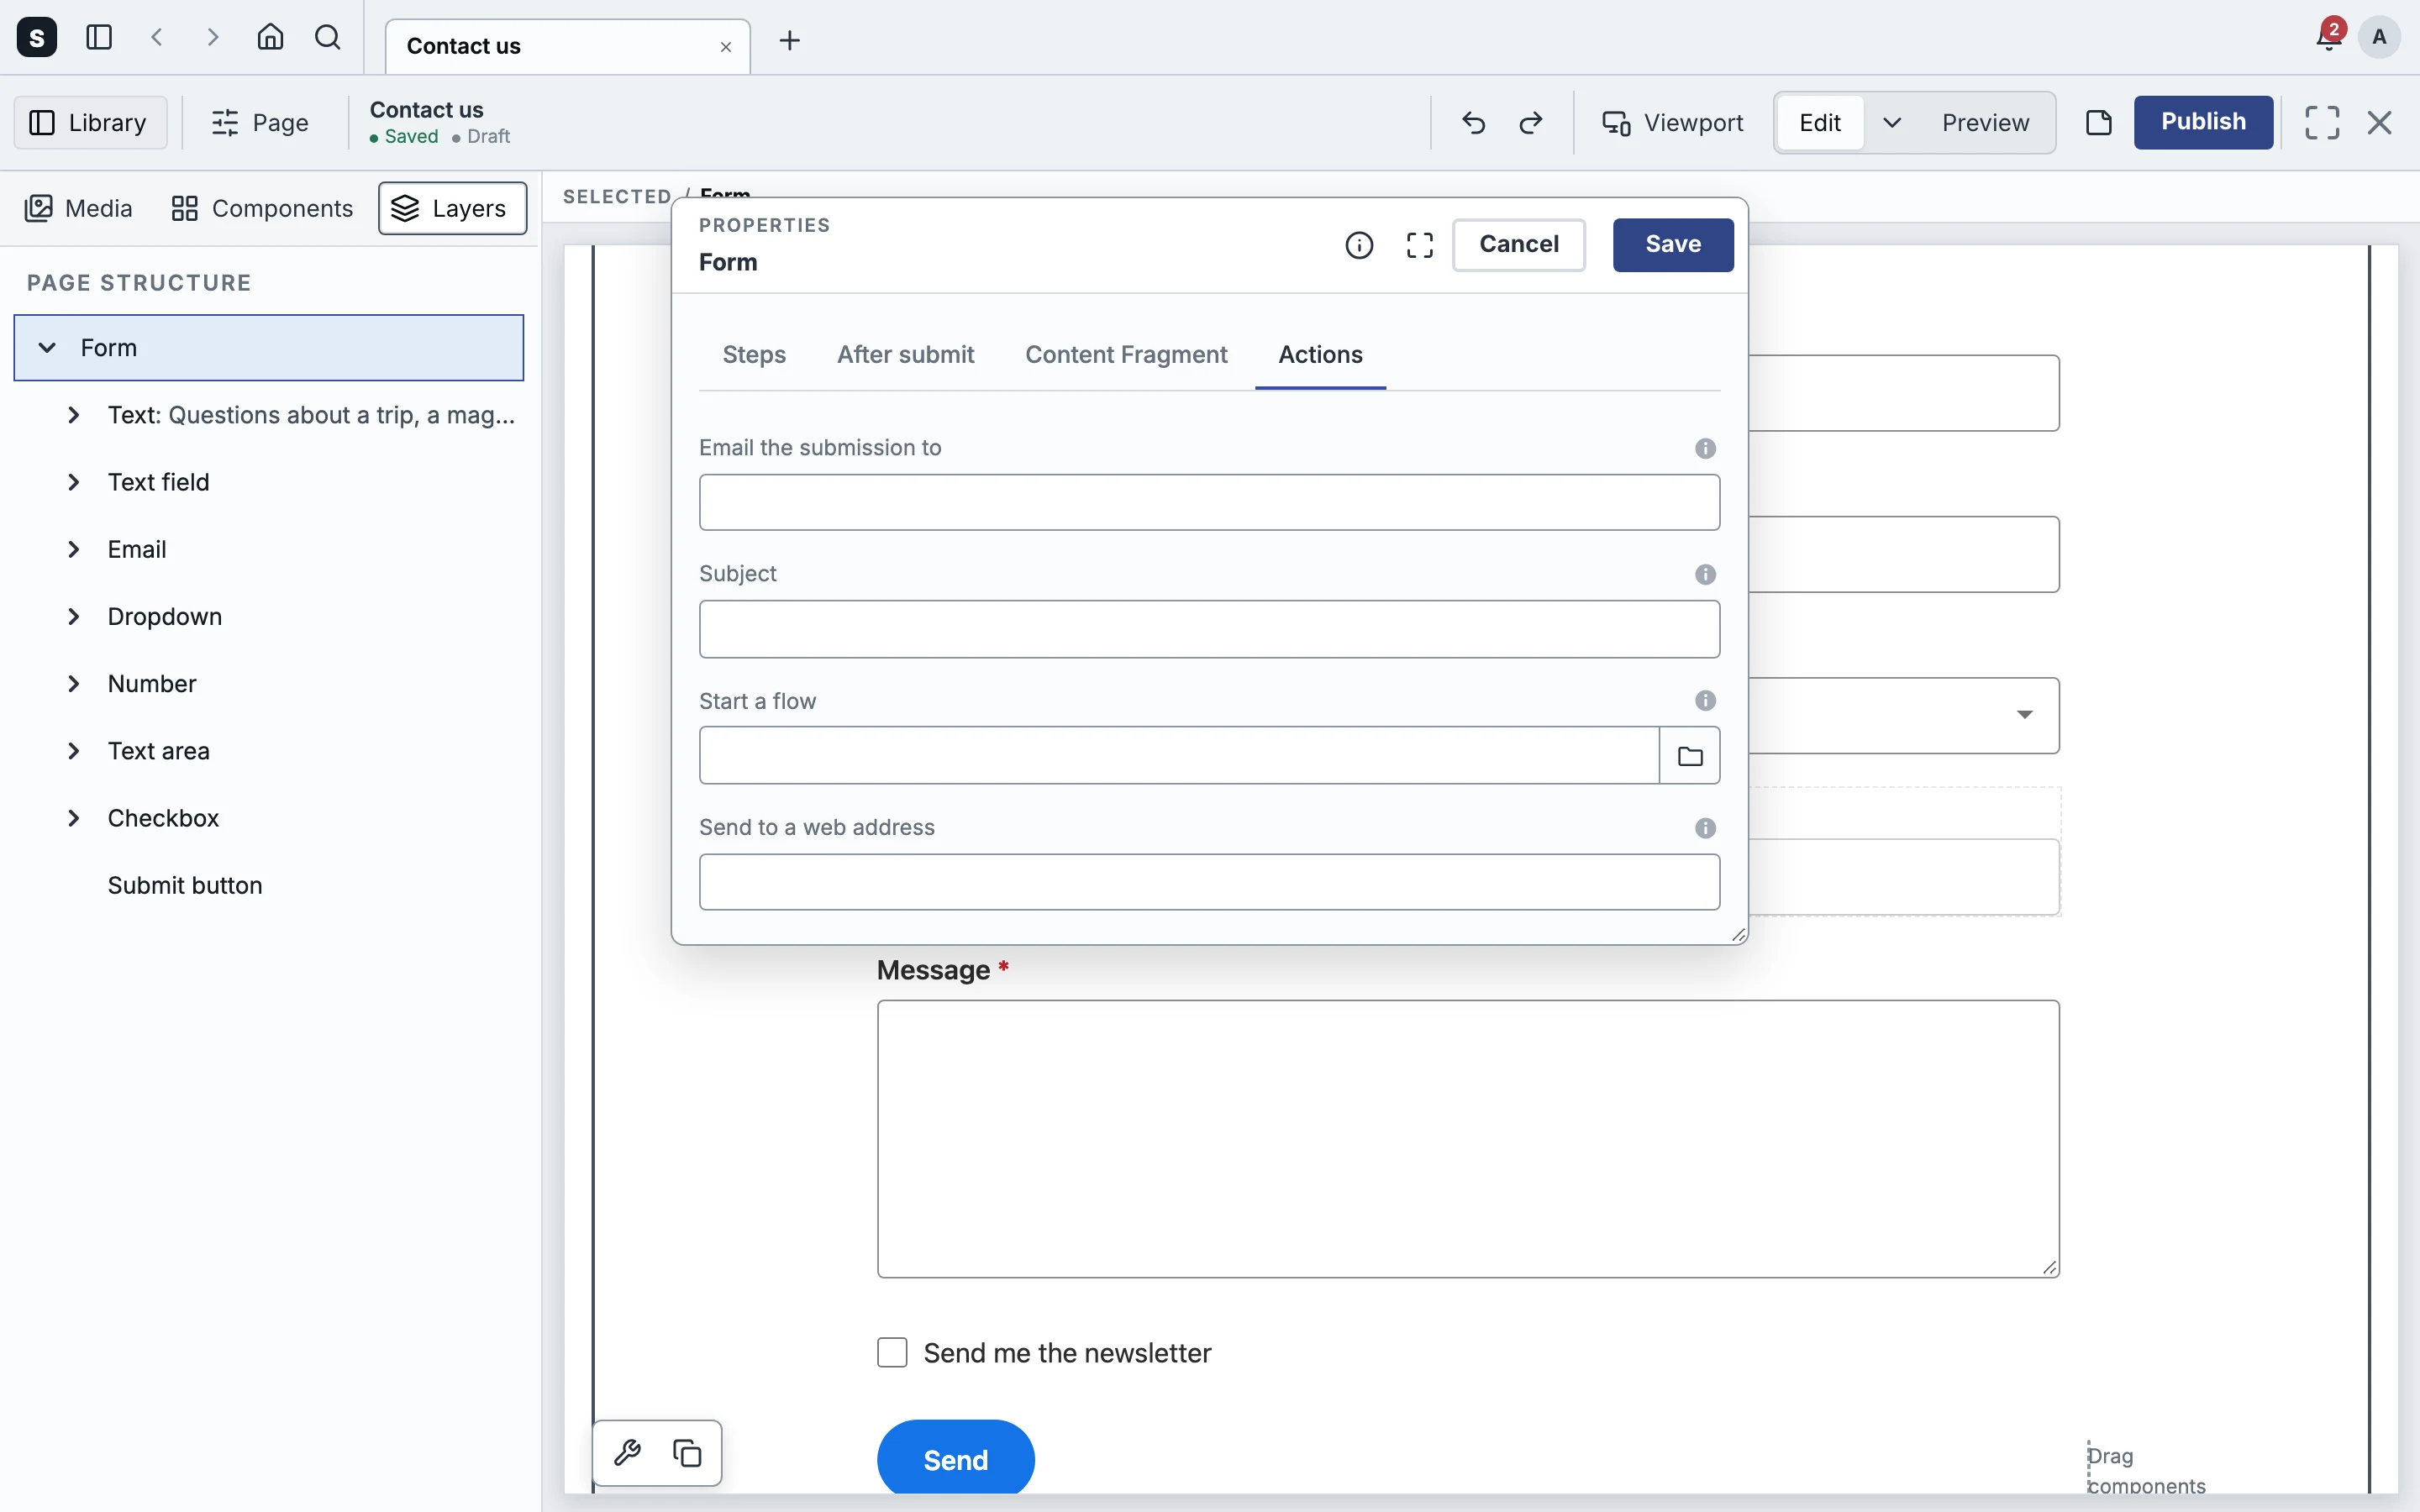 S
Contact us
2
A
Library
Page
Contact us
Saved
Draft
Viewport
Edit
Preview
Publish
Media
Components
Layers
SELECTED / Form
PAGE STRUCTURE
Form
Text: Questions about a trip, a mag...
Text field
Email
Dropdown
Number
Text area
Checkbox
Submit button
PROPERTIES
Form
Cancel
Save
Steps
After submit
Content Fragment
Actions
Email the submission to
Subject
Start a flow
Send to a web address
Message *
Send me the newsletter
Send
Drag
components